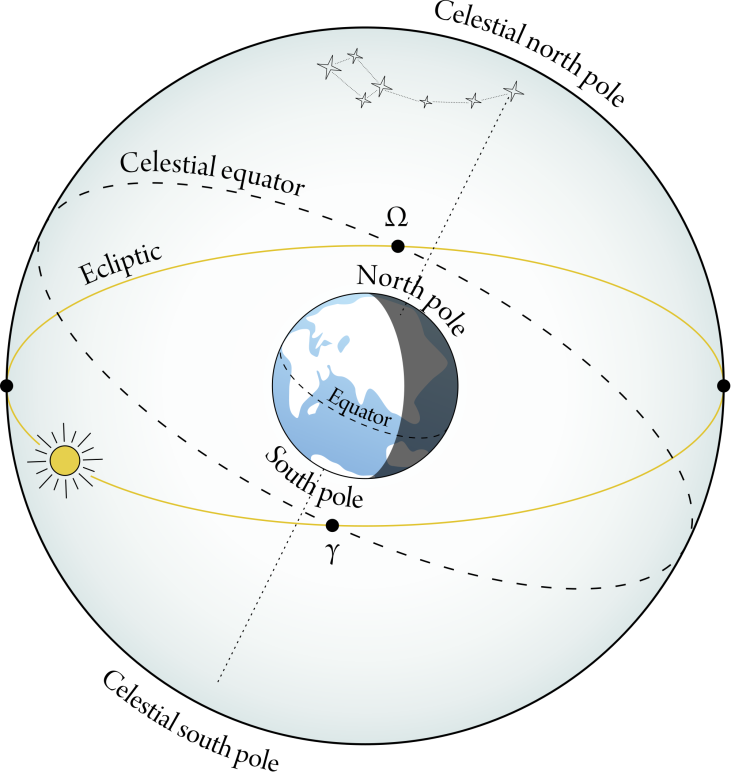 Celestial north pole
Celestial equator
Ω
Ecliptic
North pole
Equator
South pole
γ
Celestial south pole